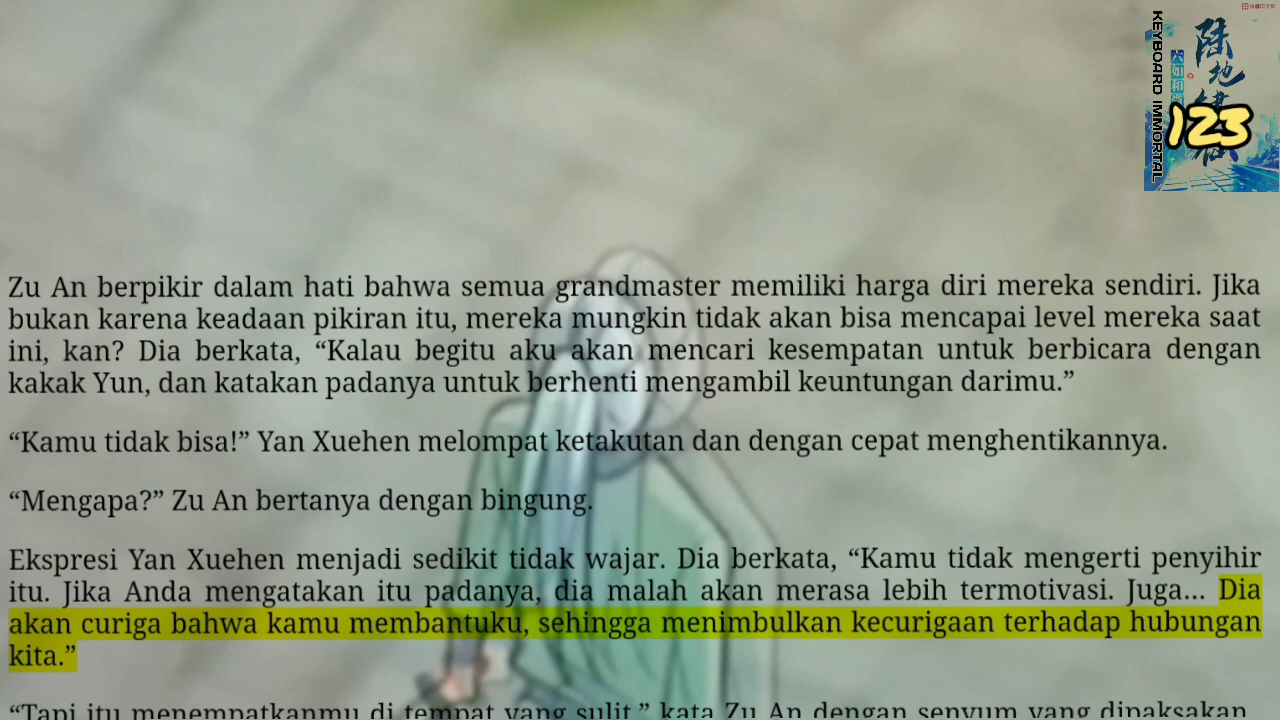 KEYBOARD IMMORTAL
陆地
123
Zu An berpikir dalam hati bahwa semua grandmaster memiliki harga diri mereka sendiri. Jika
bukan karena keadaan pikiran itu, mereka mungkin tidak akan bisa mencapai level mereka saat
ini, kan? Dia berkata, “Kalau begitu aku akan mencari kesempatan untuk berbicara dengan
kakak Yun, dan katakan padanya untuk berhenti mengambil keuntungan darimu.”
“Kamu tidak bisa!” Yan Xuehen melompat ketakutan dan dengan cepat menghentikannya.
“Mengapa?” Zu An bertanya dengan bingung.
Ekspresi Yan Xuehen menjadi sedikit tidak wajar. Dia berkata, “Kamu tidak mengerti penyihir
itu. Jika Anda mengatakan itu padanya, dia malah akan merasa lebih termotivasi. Juga... Dia
akan curiga bahwa kamu membantuku, sehingga menimbulkan kecurigaan terhadap hubungan
kita.”
“Tapi itu menempatkanmu di tempat yang sulit,” kata Zu An dengan senyum yang dipaksakan.